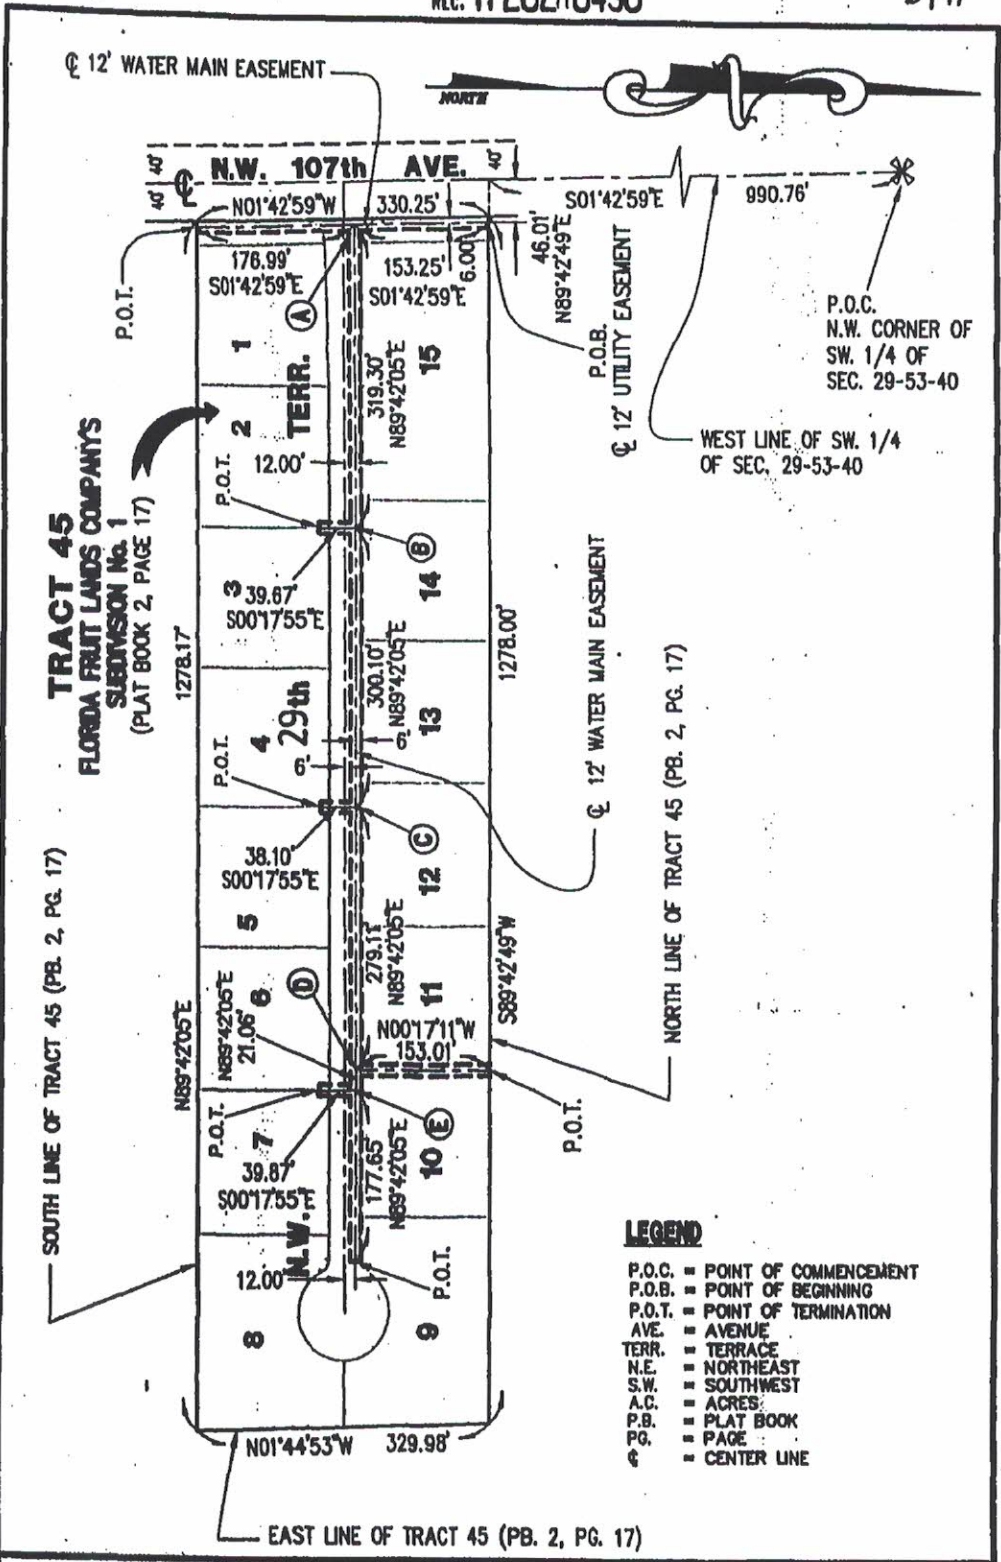 ℄ 12' WATER MAIN EASEMENT
NORTH
40'
40'
℄
N.W. 107th AVE.
40'
N01°42'59"W 330.25'
S01°42'59"E
990.76'
46.01'
N89°42'49"E
P.O.T.
176.99'
S01°42'59"E
153.25'
S01°42'59"E
6.00'
P.O.B.
℄ 12' UTILITY EASEMENT
P.O.C.
N.W. CORNER OF
SW. 1/4 OF
SEC. 29-53-40
WEST LINE OF SW. 1/4
OF SEC. 29-53-40
A
1
TERR.
319.30'
N89°42'05"E
15
2
12.00'
TRACT 45
FLORIDA FRUIT LANDS COMPANY'S
SUBDIVISION No. 1
(PLAT BOOK 2, PAGE 17)
P.O.T.
B
3
39.67'
S00°17'55"E
14
1278.17'
1278.00'
℄ 12' WATER MAIN EASEMENT
29th
4
300.10'
N89°42'05"E
13
6'
6'
P.O.T.
C
38.10'
S00°17'55"E
12
5
279.11'
N89°42'05"E
S89°42'49"W
NORTH LINE OF TRACT 45 (PB. 2, PG. 17)
SOUTH LINE OF TRACT 45 (PB. 2, PG. 17)
N89°42'05"E
N89°42'05"E
21.06'
6
D
11
N00°17'11"W
153.01'
P.O.T.
P.O.T.
7
39.87'
S00°17'55"E
177.65'
N89°42'05"E
10
E
N.W.
12.00'
P.O.T.
8
9
N01°44'53"W 329.98'
EAST LINE OF TRACT 45 (PB. 2, PG. 17)
LEGEND
P.O.C. = POINT OF COMMENCEMENT
P.O.B. = POINT OF BEGINNING
P.O.T. = POINT OF TERMINATION
AVE. = AVENUE
TERR. = TERRACE
N.E. = NORTHEAST
S.W. = SOUTHWEST
A.C. = ACRES
P.B. = PLAT BOOK
PG. = PAGE
℄ = CENTER LINE